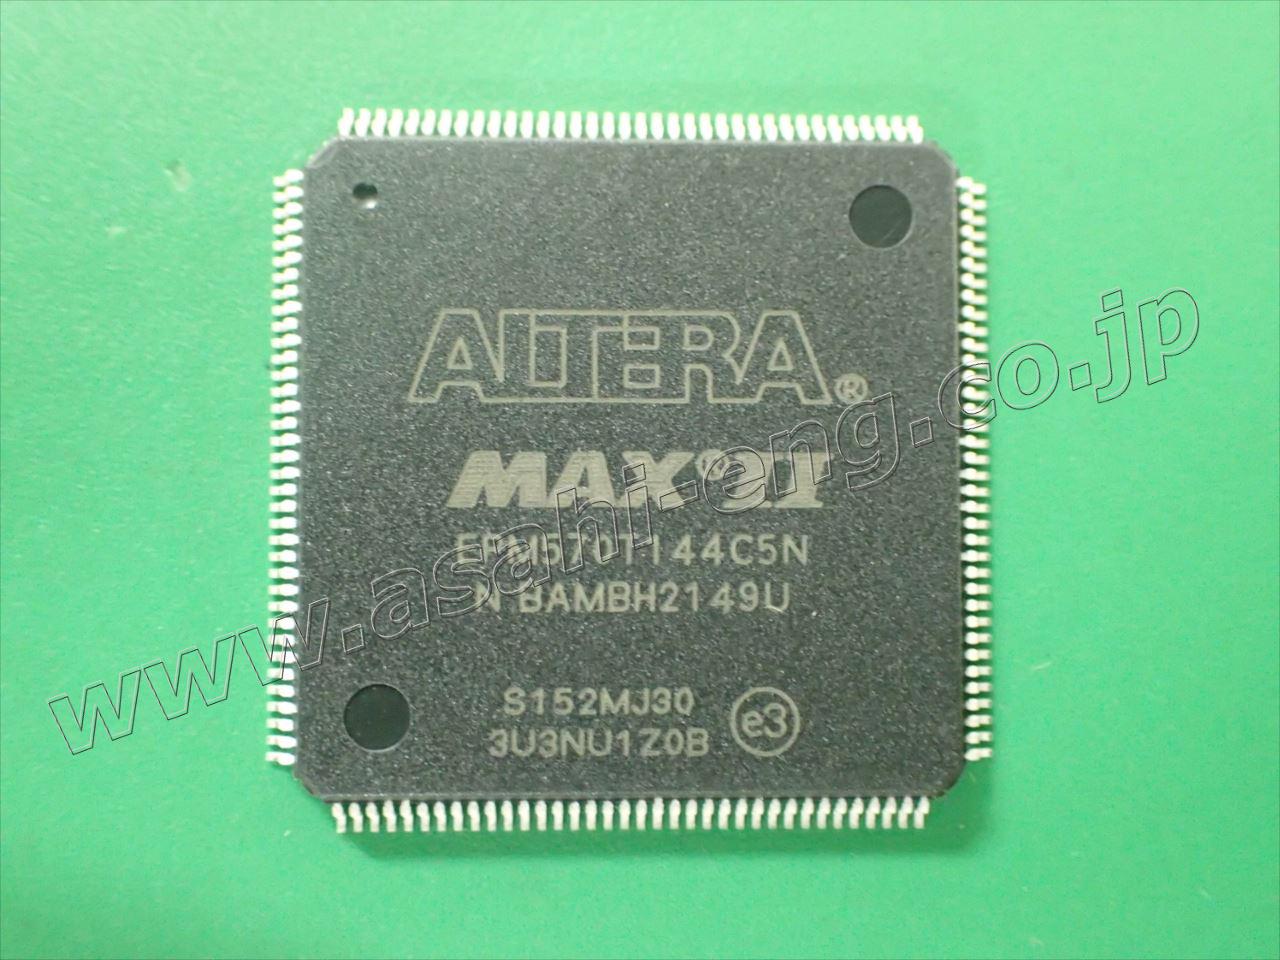 ALTERA®
MAX® II
EPM570T144C5N
N BAMBH2149U
S152MJ30
3U3NU1Z0B
e3
www.asahi-eng.co.jp